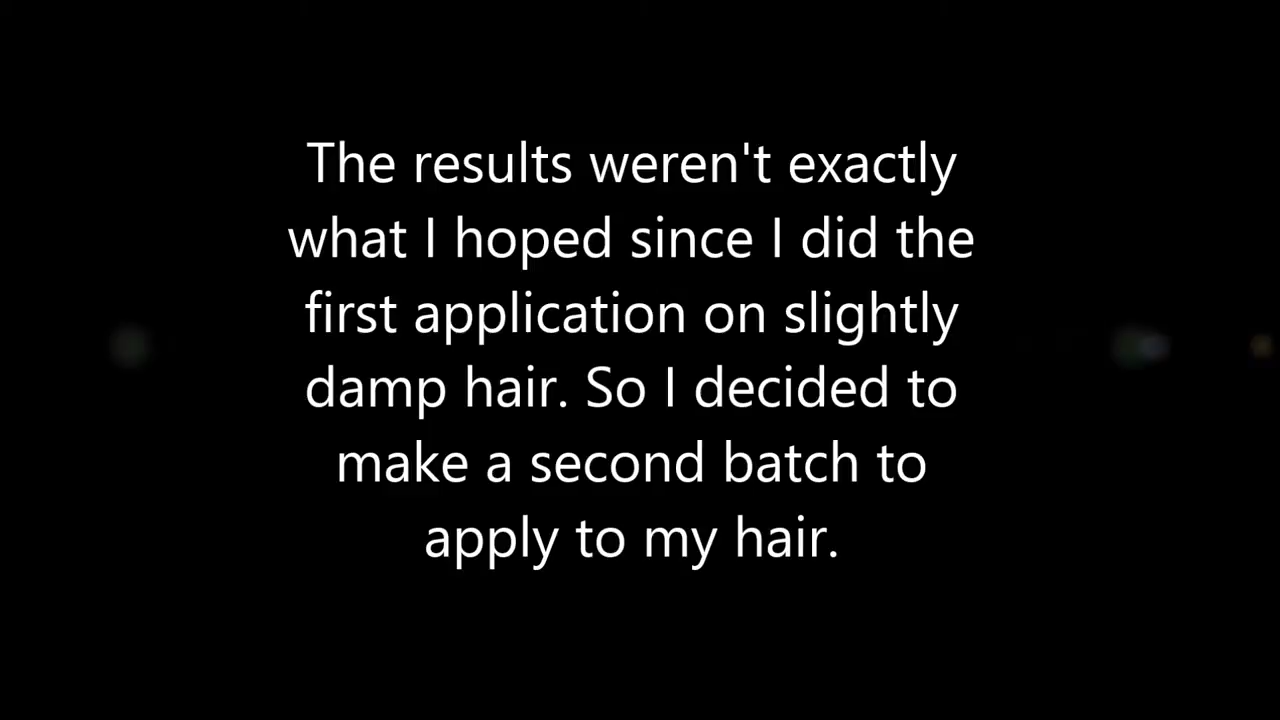 The results weren't exactly
what I hoped since I did the
first application on slightly
damp hair. So I decided to
make a second batch to
apply to my hair.